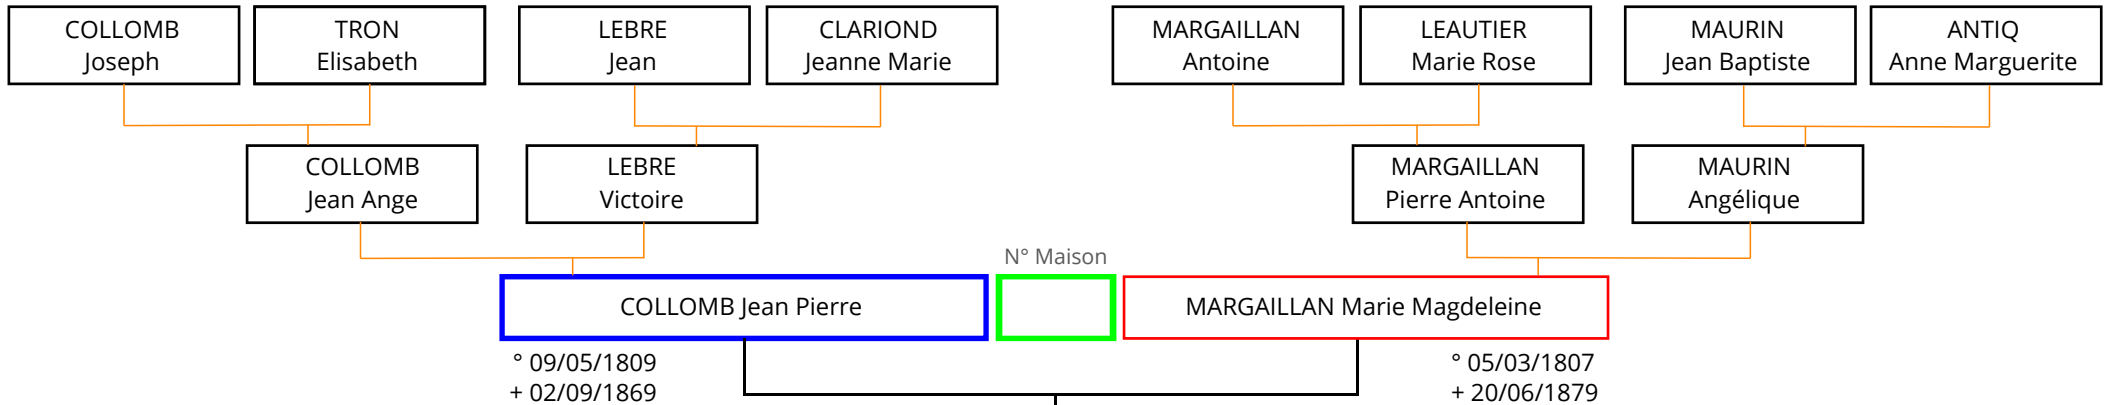 COLLOMB
Joseph
TRON
Elisabeth
LEBRE
Jean
CLARIOND
Jeanne Marie
MARGAILLAN
Antoine
LEAUTIER
Marie Rose
MAURIN
Jean Baptiste
ANTIQ
Anne Marguerite
COLLOMB
Jean Ange
LEBRE
Victoire
MARGAILLAN
Pierre Antoine
MAURIN
Angélique
N° Maison
COLLOMB Jean Pierre
MARGAILLAN Marie Magdeleine
° 09/05/1809
+ 02/09/1869
° 05/03/1807
+ 20/06/1879